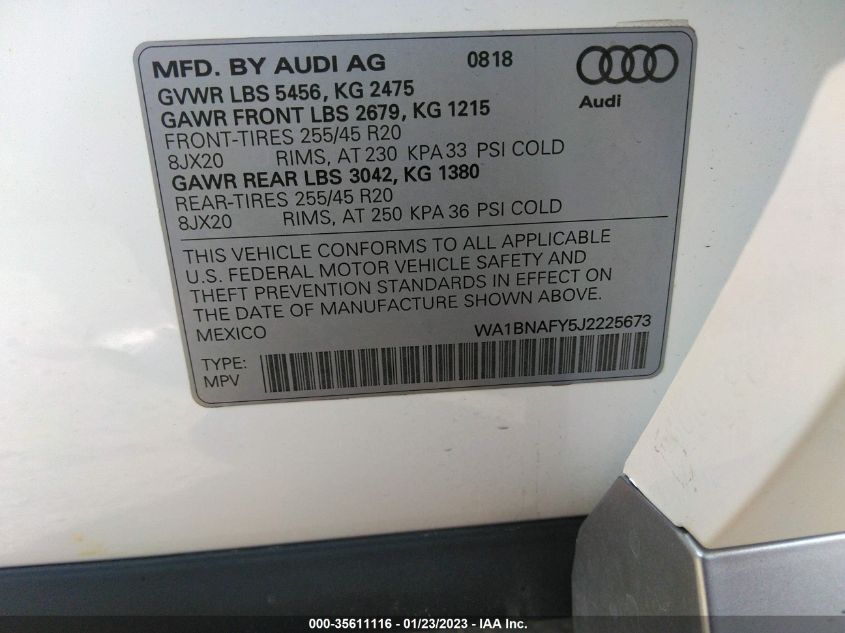 MFD. BY AUDI AG 0818
GVWR LBS 5456, KG 2475
Audi
GAWR FRONT LBS 2679, KG 1215
FRONT-TIRES 255/45 R20
8JX20 RIMS, AT 230 KPA 33 PSI COLD
GAWR REAR LBS 3042, KG 1380
REAR-TIRES 255/45 R20
8JX20 RIMS, AT 250 KPA 36 PSI COLD
THIS VEHICLE CONFORMS TO ALL APPLICABLE
U.S. FEDERAL MOTOR VEHICLE SAFETY AND
THEFT PREVENTION STANDARDS IN EFFECT ON
THE DATE OF MANUFACTURE SHOWN ABOVE.
MEXICO WA1BNAFY5J2225673
TYPE:
MPV
000-35611116 - 01/23/2023 - IAA Inc.